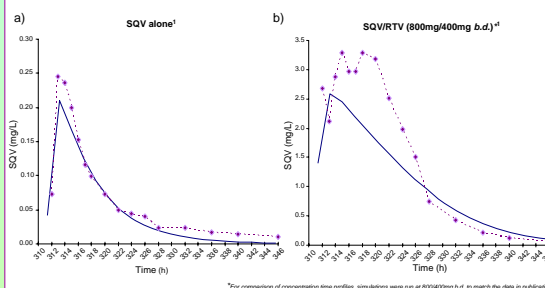 a)
SQV alone¹
0.30
0.25
0.20
0.15
0.10
0.05
0.00
SQV (mg/L)
310 312 314 316 318 320 322 324 326 328 330 332 334 336 338 340 342 344 346
Time (h)
b)
SQV/RTV (800mg/400mg b.d.)*¹
3.5
3.0
2.5
2.0
1.5
1.0
0.5
0.0
SQV (mg/L)
310 312 314 316 318 320 322 324 326 328 330 332 334 336 338 340 342 344
Time (h)
*For comparison of concentration time profiles, simulations were run at 800/400mg b.d. to match the data in publicati